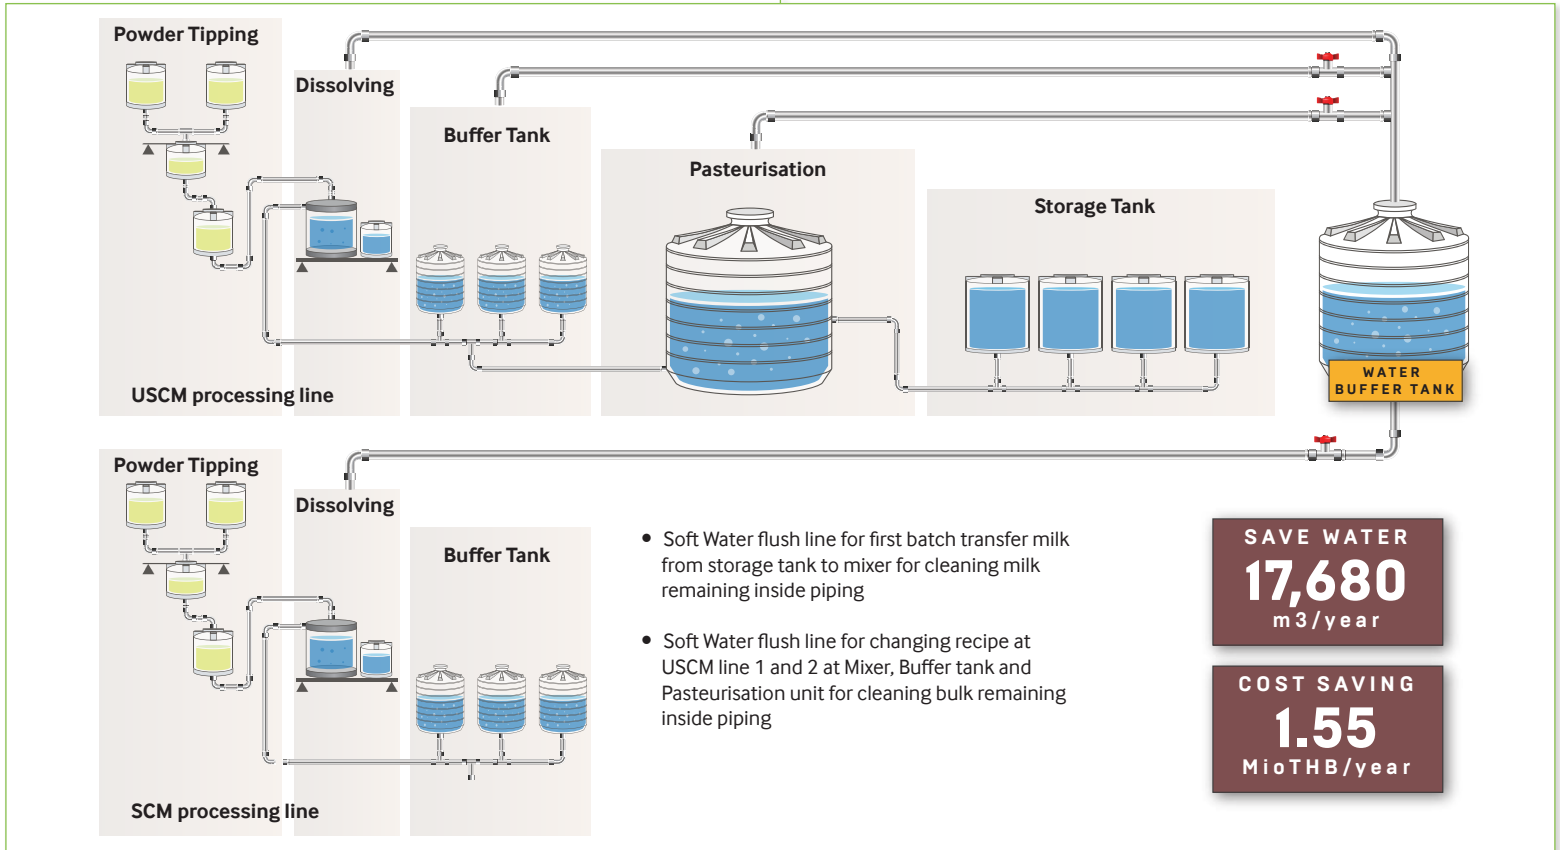 Powder Tipping
Dissolving
Buffer Tank
Pasteurisation
Storage Tank
WATER
BUFFER TANK
USCM processing line
Powder Tipping
Dissolving
Buffer Tank
SCM processing line
• Soft Water flush line for first batch transfer milk
from storage tank to mixer for cleaning milk
remaining inside piping
• Soft Water flush line for changing recipe at
USCM line 1 and 2 at Mixer, Buffer tank and
Pasteurisation unit for cleaning bulk remaining
inside piping
SAVE WATER
17,680
m3/year
COST SAVING
1.55
MioTHB/year